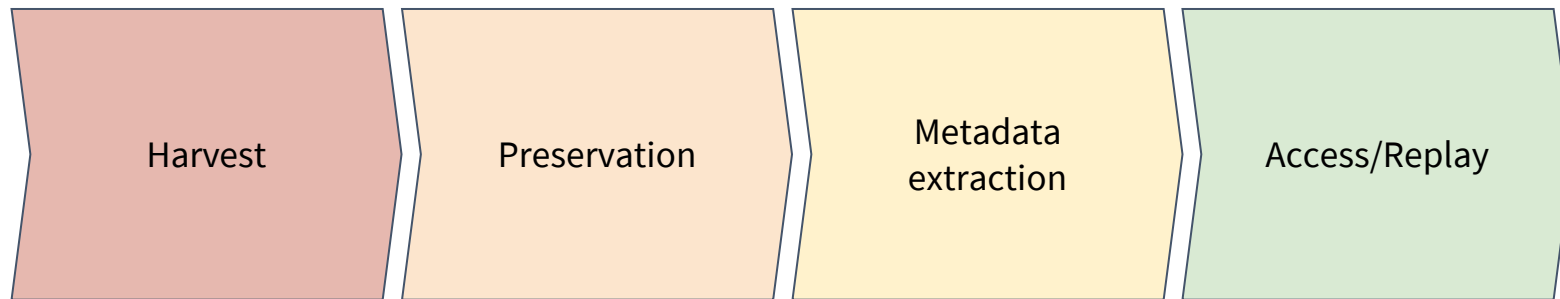 Harvest
Preservation
Metadata
extraction
Access/Replay